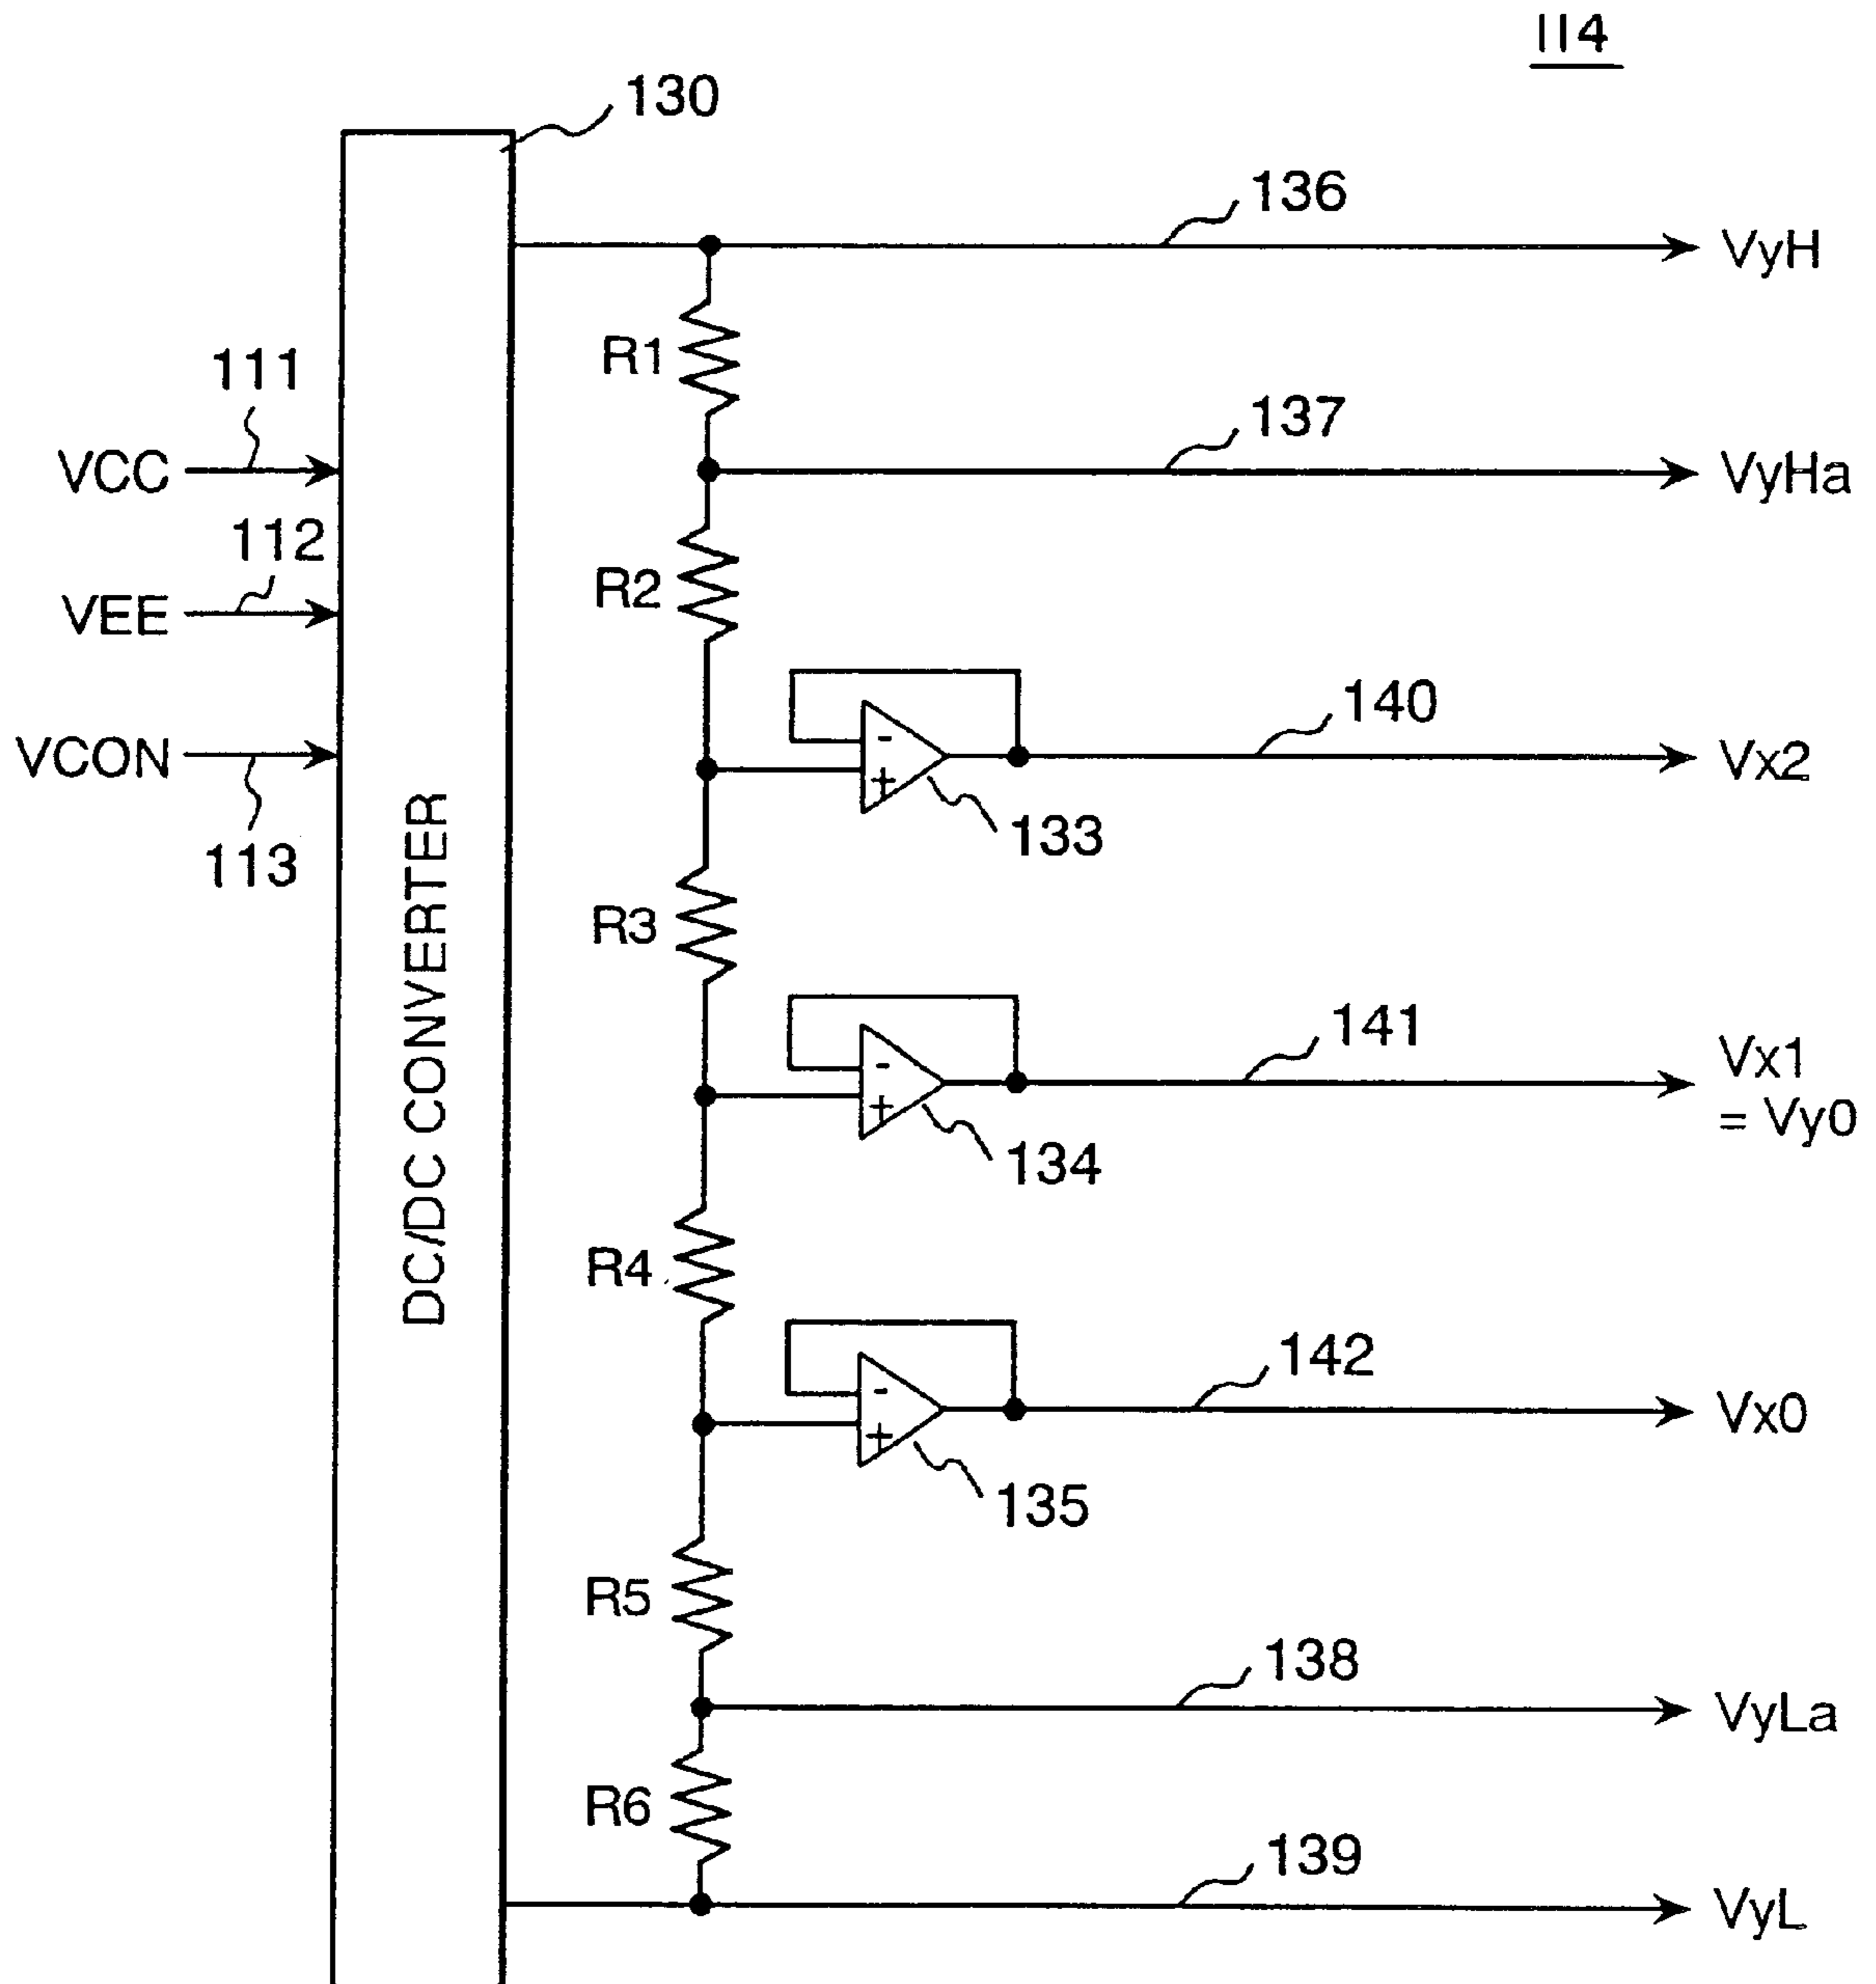 114
130
136
VyH
R1
111
137
VCC
VyHa
112
R2
VEE
140
VCON
Vx2
133
113
DC/DC CONVERTER
R3
141
Vx1
= Vy0
134
R4
142
Vx0
135
R5
138
VyLa
R6
139
VyL
-
+
-
+
-
+